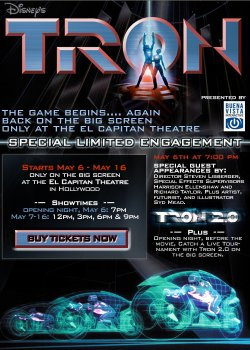 DISNEY'S
TRON
PRESENTED BY
BUENA VISTA
THE GAME BEGINS.... AGAIN
BACK ON THE BIG SCREEN
ONLY AT THE EL CAPITAN THEATRE
SPECIAL LIMITED ENGAGEMENT
STARTS MAY 6 - MAY 16
ONLY ON THE BIG SCREEN
AT THE EL CAPITAN THEATER
IN HOLLYWOOD
— SHOWTIMES —
OPENING NIGHT, MAY 6: 7PM
MAY 7-16: 12PM, 3PM, 6PM & 9PM
BUY TICKETS NOW
MAY 6TH AT 7:00 PM
SPECIAL GUEST
APPEARANCES BY:
DIRECTOR STEVEN LISBERGER,
SPECIAL EFFECTS SUPERVISORS
HARRISON ELLENSHAW AND
RICHARD TAYLOR. PLUS ARTIST,
FUTURIST, AND ILLUSTRATOR
SYD MEAD.
TRON 2.0
— PLUS —
OPENING NIGHT, BEFORE THE
MOVIE, CATCH A LIVE TOUR-
NAMENT WITH TRON 2.0 ON
THE BIG SCREEN.